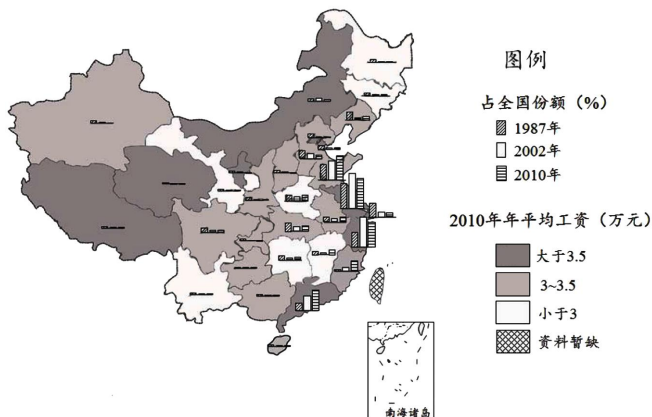 图例
占全国份额（%）
1987年
2002年
2010年
2010年年平均工资（万元）
大于3.5
3~3.5
小于3
资料暂缺
南海诸岛